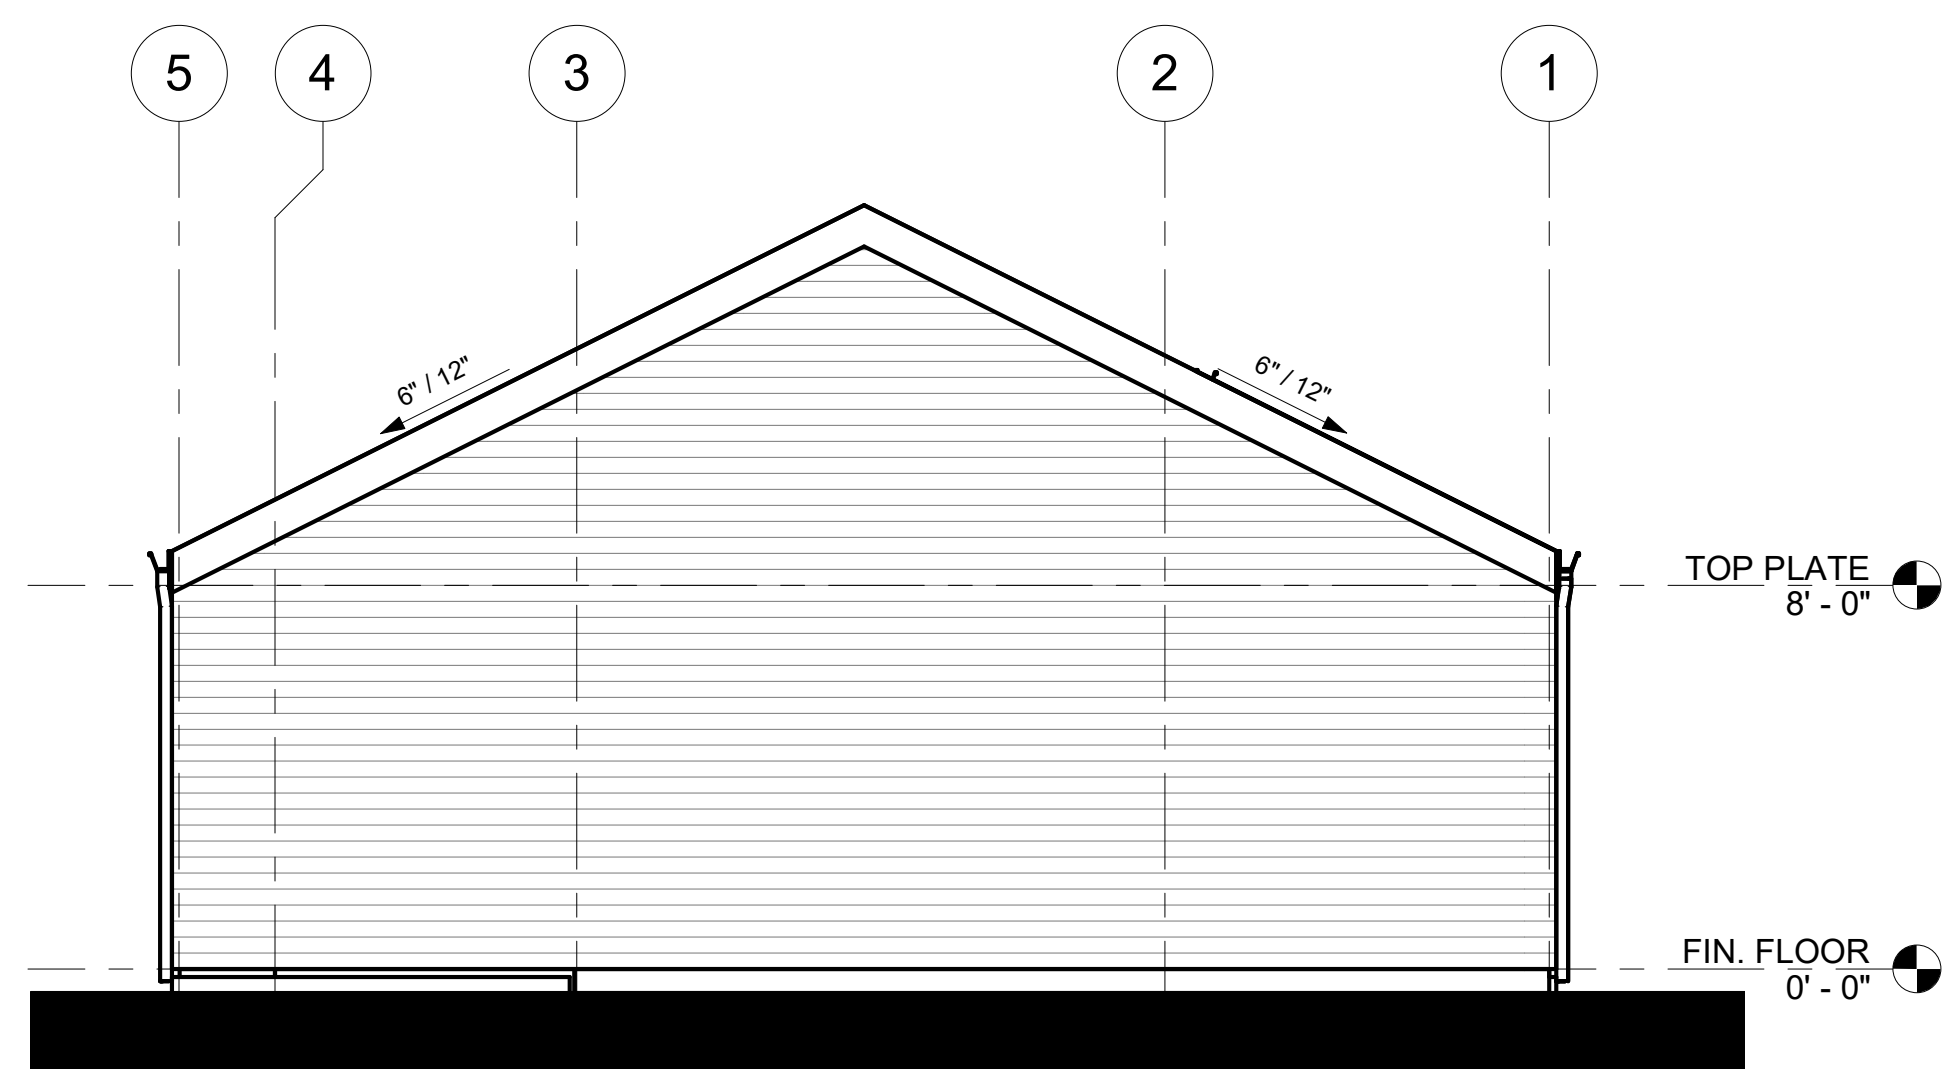 5 4 3 2 1
6" / 12" 6" / 12"
TOP PLATE
8' - 0"
FIN. FLOOR
0' - 0"